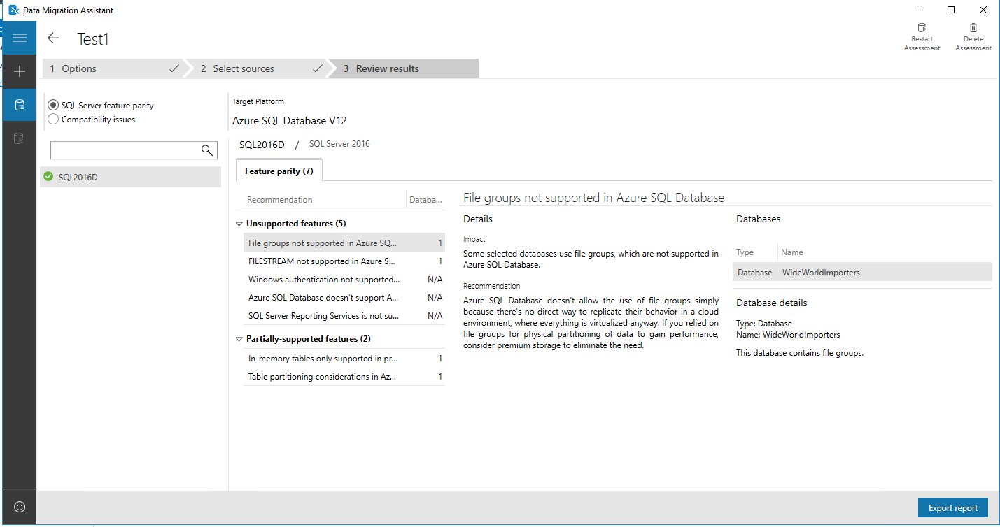 Data Migration Assistant
Test1
Restart
Assessment
Delete
Assessment
1 Options
2 Select sources
3 Review results
SQL Server feature parity
Compatibility issues
SQL2016D
Target Platform
Azure SQL Database V12
SQL2016D / SQL Server 2016
Feature parity (7)
Recommendation
Databa...
Unsupported features (5)
File groups not supported in Azure SQ... 1
FILESTREAM not supported in Azure S... 1
Windows authentication not supported... N/A
Azure SQL Database doesn't support A... N/A
SQL Server Reporting Services is not su... N/A
Partially-supported features (2)
In-memory tables only supported in pr... 1
Table partitioning considerations in Az... 1
File groups not supported in Azure SQL Database
Details
Impact
Some selected databases use file groups, which are not supported in
Azure SQL Database.
Recommendation
Azure SQL Database doesn't allow the use of file groups simply
because there's no direct way to replicate their behavior in a cloud
environment, where everything is virtualized anyway. If you relied on
file groups for physical partitioning of data to gain performance,
consider premium storage to eliminate the need.
Databases
Type Name
Database WideWorldImporters
Database details
Type: Database
Name: WideWorldImporters
This database contains file groups.
Export report